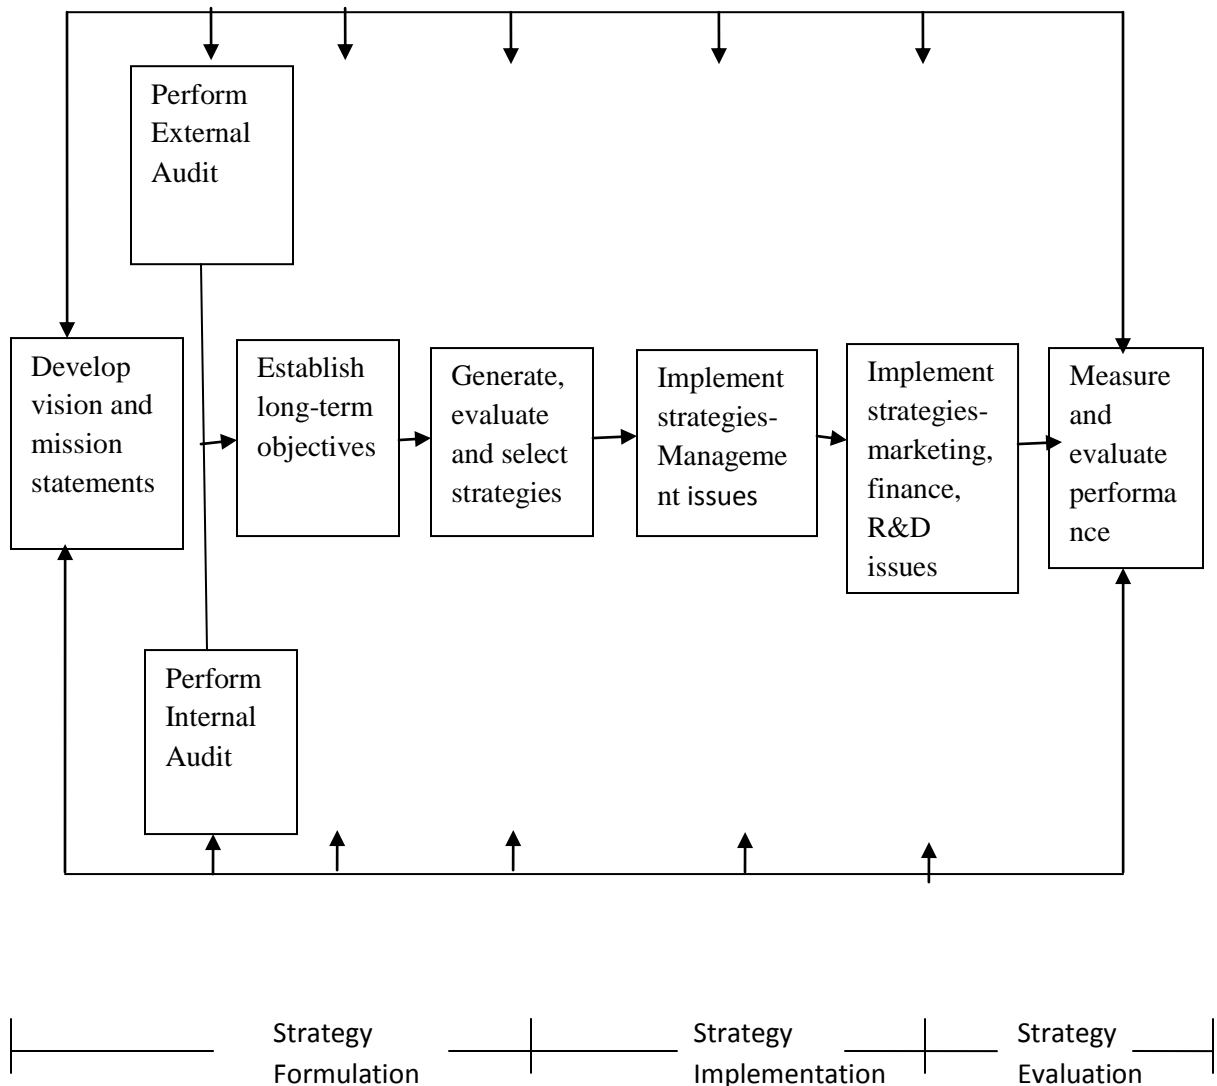 Perform
External
Audit
Develop
vision and
mission
statements
Establish
long-term
objectives
Generate,
evaluate
and select
strategies
Implement
strategies-
Manageme
nt issues
Implement
strategies-
marketing,
finance,
R&D
issues
Measure
and
evaluate
performa
nce
Perform
Internal
Audit
Strategy
Formulation
Strategy
Implementation
Strategy
Evaluation